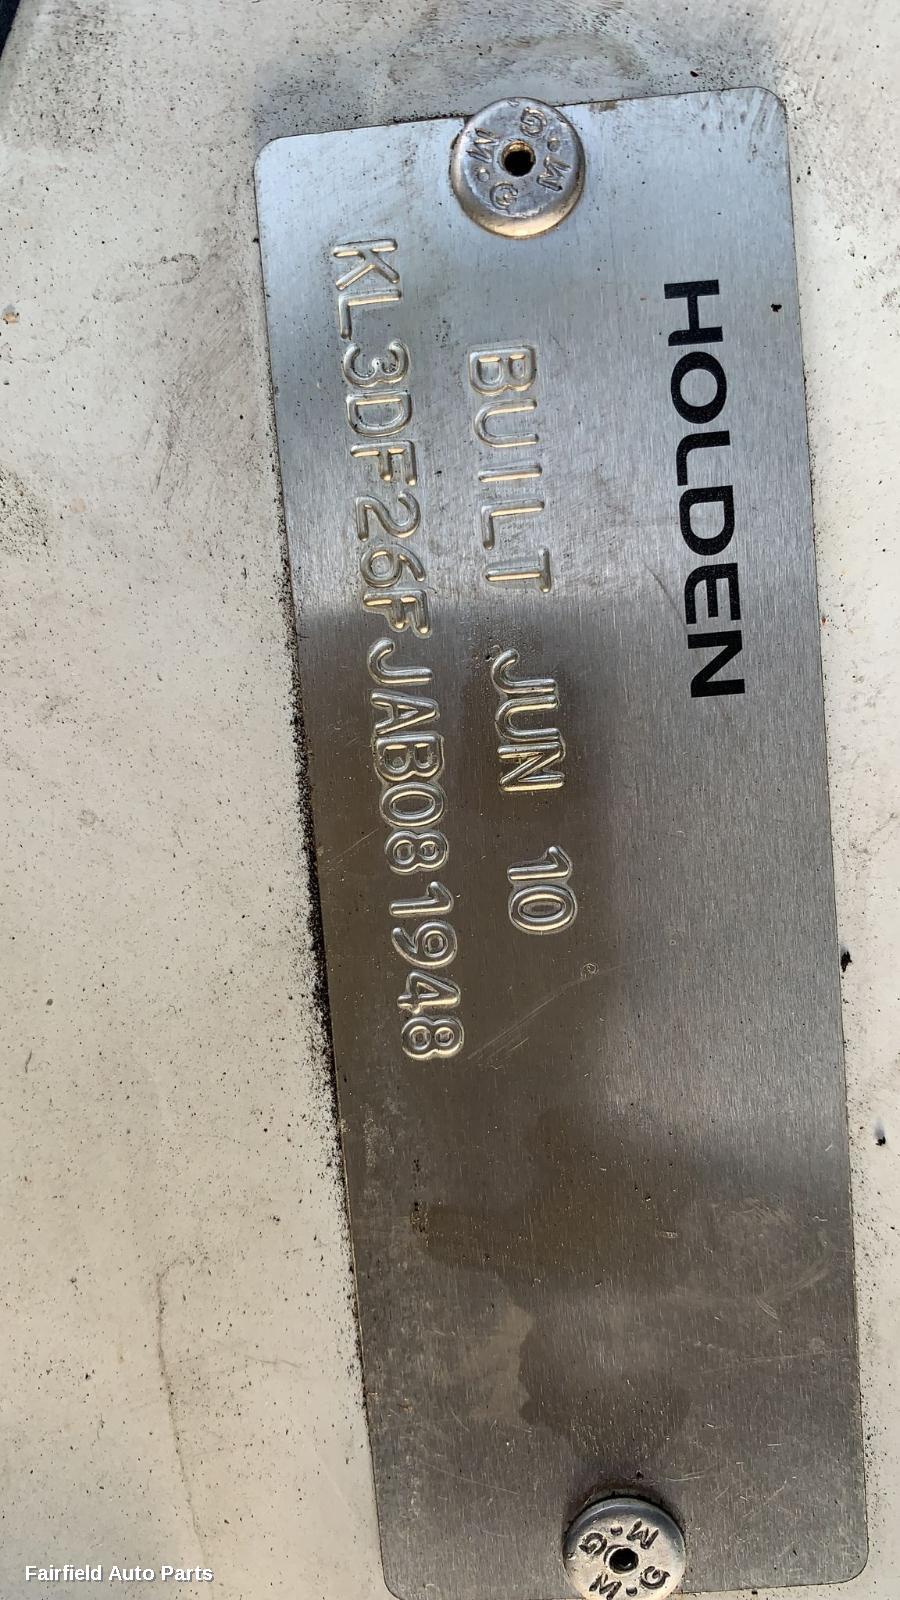 HOLDEN
BUILT JUN 10
KL3DF26FJAB081948
G.M G.M
G.M G.M
Fairfield Auto Parts